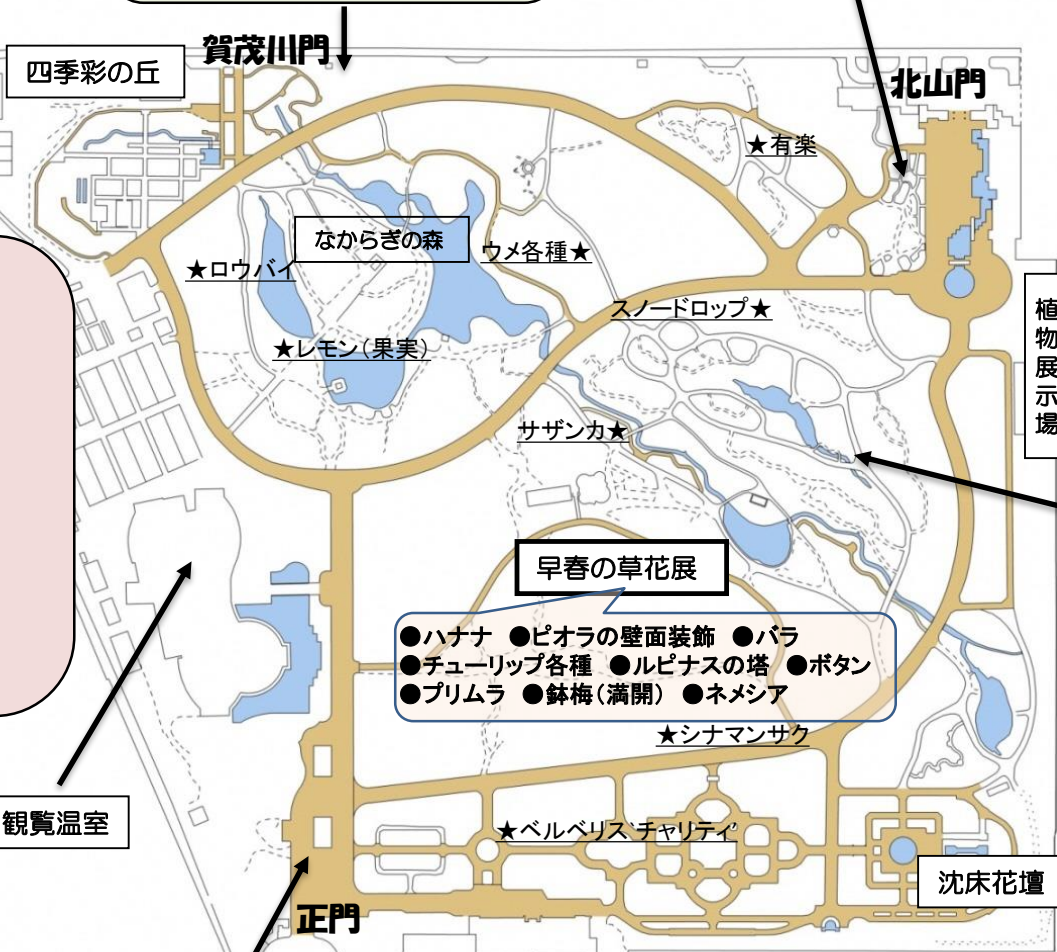 賀茂川門
四季彩の丘
北山門
★有楽
なからぎの森
ウメ各種★
★ロウバイ
スノードロップ★
植物展示場
★レモン(果実)
サザンカ★
早春の草花展
●ハナナ ●ビオラの壁面装飾 ●バラ
●チューリップ各種 ●ルピナスの塔 ●ボタン
●プリムラ ●鉢梅(満開) ●ネメシア
★シナマンサク
観覧温室
★ベルベリス‘チャリティ’
沈床花壇
正門